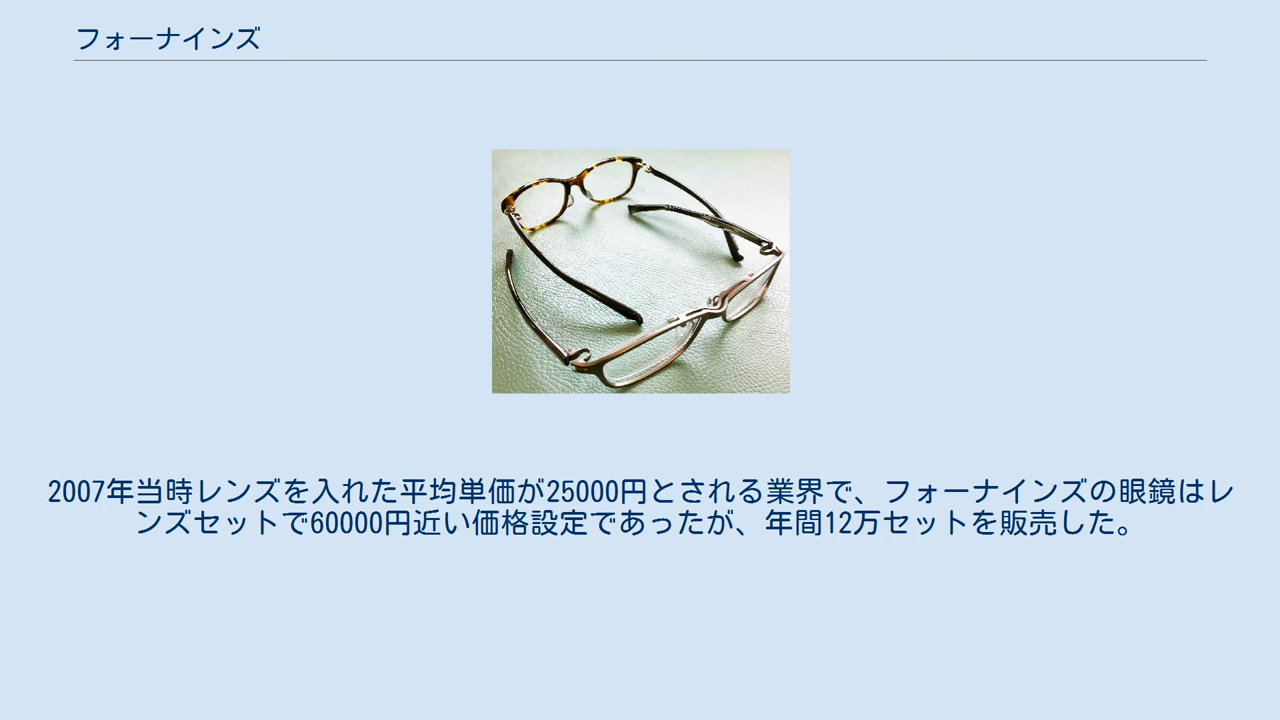 フォーナインズ
2007年当時レンズを入れた平均単価が25000円とされる業界で、フォーナインズの眼鏡はレ
ンズセットで60000円近い価格設定であったが、年間12万セットを販売した。